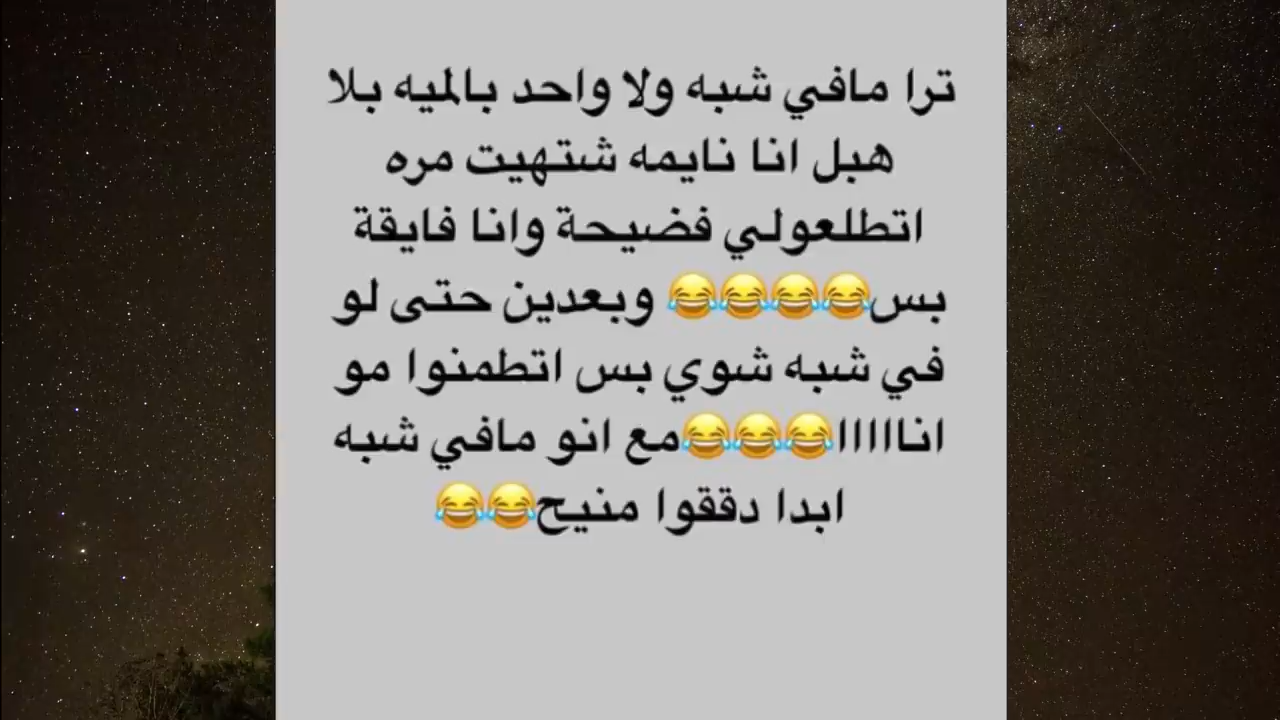 ترا مافي شبه ولا واحد بالميه بلا
هبل انا نايمه شتهيت مره
اتطلعولي فضيحة وانا فايقة
بس😂😂😂😂 وبعدين حتى لو
في شبه شوي بس اتطمنوا مو
انااااا😂😂😂مع انو مافي شبه
ابدا دققوا منيح😂😂